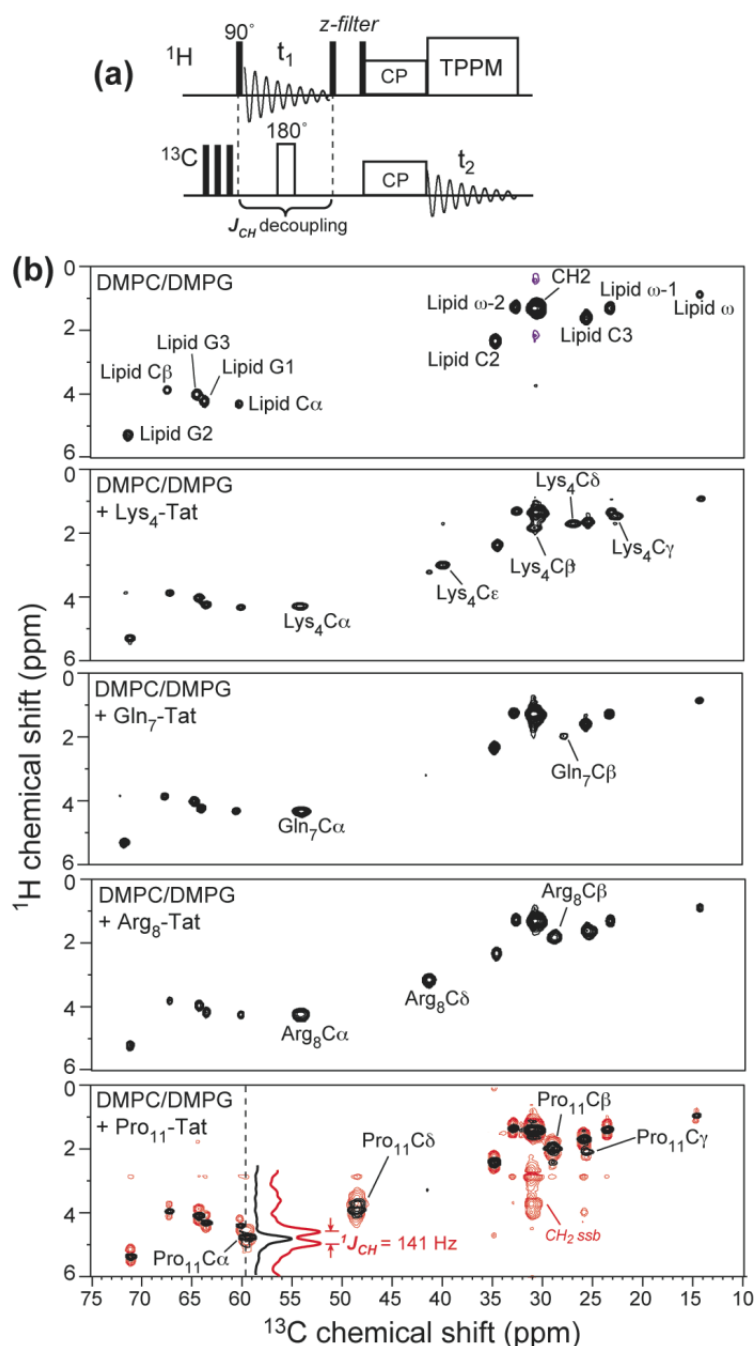 (a)
z-filter
90°
t1
1H
CP
TPPM
180°
13C
CP
t2
JCH decoupling
(b)
0
DMPC/DMPG
CH2
Lipid ω-2
Lipid ω-1
Lipid ω
Lipid G3
Lipid C2
Lipid C3
Lipid Cβ
Lipid G1
Lipid Cα
Lipid G2
2
4
6
0
DMPC/DMPG
+ Lys4-Tat
Lys4Cδ
Lys4Cβ
Lys4Cγ
Lys4Cε
Lys4Cα
2
4
6
0
DMPC/DMPG
+ Gln7-Tat
Gln7Cβ
Gln7Cα
2
4
6
0
DMPC/DMPG
+ Arg8-Tat
Arg8Cβ
Arg8Cδ
Arg8Cα
2
4
6
0
DMPC/DMPG
+ Pro11-Tat
Pro11Cβ
Pro11Cγ
Pro11Cδ
Pro11Cα
1JCH = 141 Hz
CH2 ssb
2
4
6
1H chemical shift (ppm)
75 70 65 60 55 50 45 40 35 30 25 20 15 10
13C chemical shift (ppm)